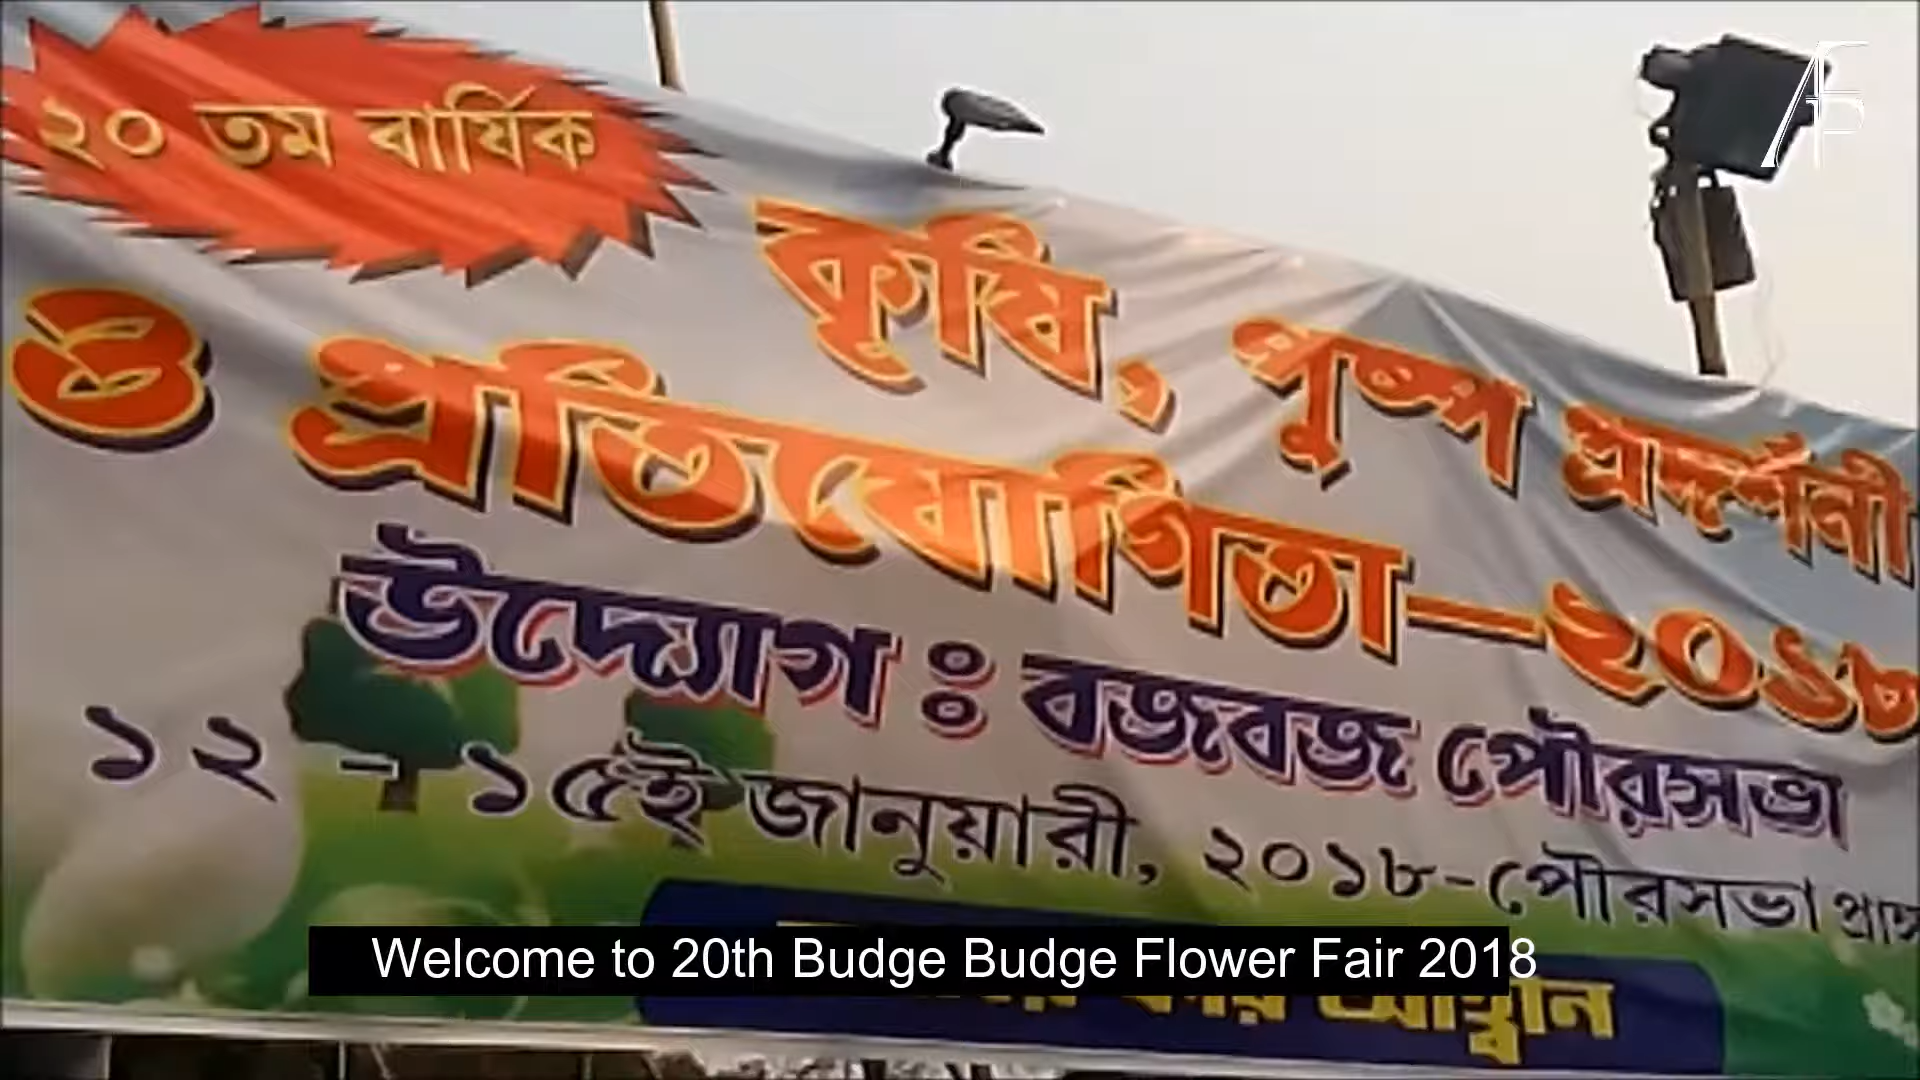 ২০ তম বার্ষিক
কৃষি, পুষ্প প্রদর্শনী
ও প্রতিযোগিতা—২০১৮
উদ্যোগ ঃ বজবজ পৌরসভা
১২ - ১৫ই জানুয়ারী, ২০১৮-পৌরসভা
Welcome to 20th Budge Budge Flower Fair 2018
আহ্বান